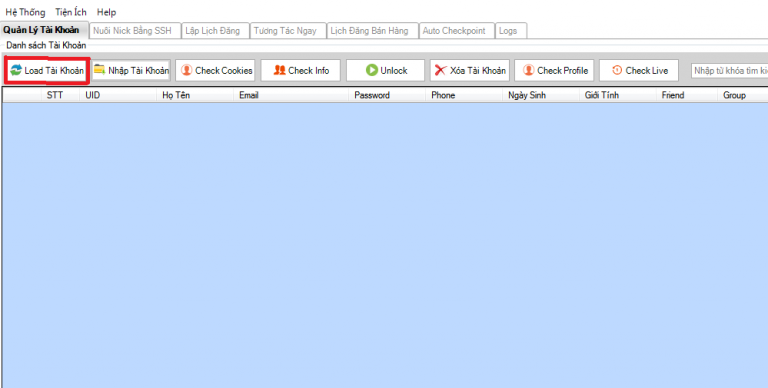 Hệ Thống Tiện Ích Help
Quản Lý Tài Khoản Nuôi Nick Bằng SSH Lập Lịch Đăng Tương Tác Ngay Lịch Đăng Bán Hàng Auto Checkpoint Logs
Danh sách Tài Khoản
Load Tài Khoản Nhập Tài Khoản Check Cookies Check Info Unlock Xóa Tài Khoản Check Profile Check Live Nhập từ khóa tìm ki
STT UID Họ Tên Email Password Phone Ngày Sinh Giới Tính Friend Group